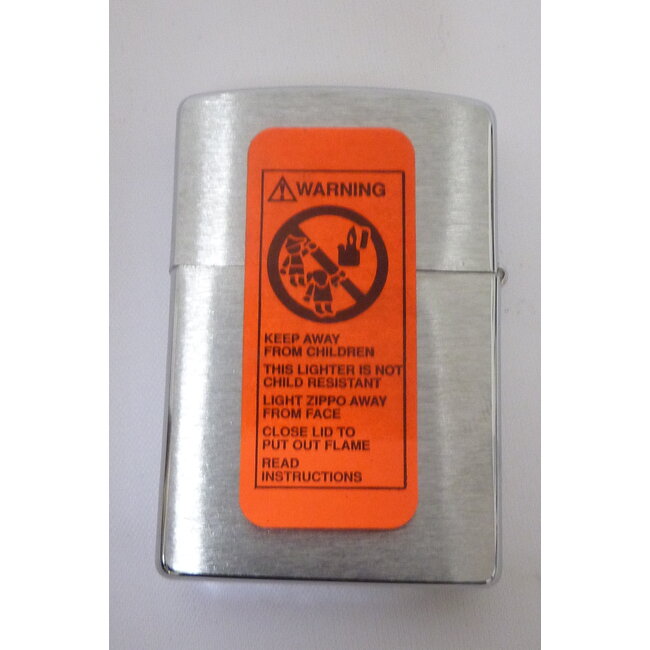 WARNING
KEEP AWAY
FROM CHILDREN
THIS LIGHTER IS NOT
CHILD RESISTANT
LIGHT ZIPPO AWAY
FROM FACE
CLOSE LID TO
PUT OUT FLAME
READ
INSTRUCTIONS